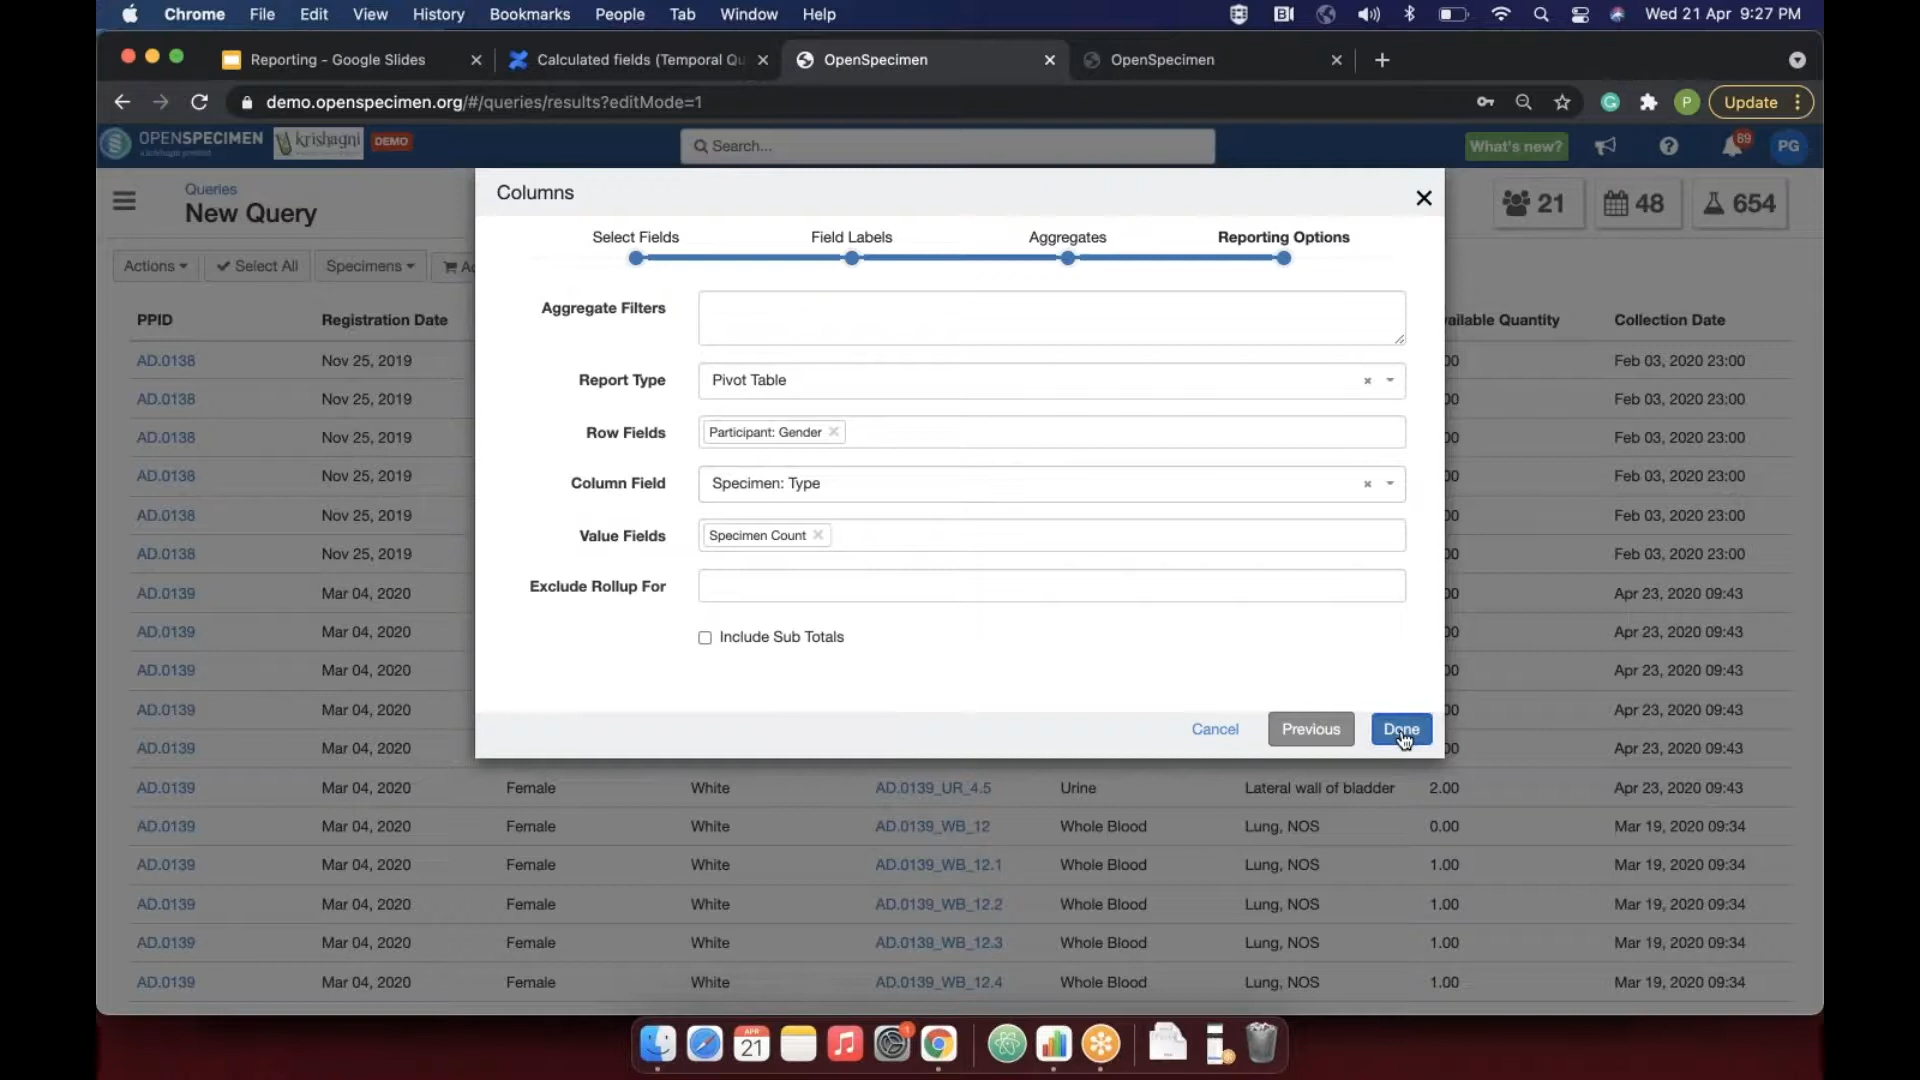 Chrome File Edit View History Bookmarks People Tab Window Help Wed 21 Apr 9:27 PM
Reporting - Google Slides Calculated fields (Temporal Qu OpenSpecimen OpenSpecimen
demo.openspecimen.org/#/queries/results?editMode=1 P Update
OPENSPECIMEN krishagni DEMO Search... What's new? 89 PG
Queries
New Query
21 48 654
Columns
Select Fields Field Labels Aggregates Reporting Options
Actions Select All Specimens
Aggregate Filters
Report Type Pivot Table
Row Fields Participant: Gender
Column Field Specimen: Type
Value Fields Specimen Count
Exclude Rollup For
Include Sub Totals
Cancel Previous Done
PPID Registration Date ailable Quantity Collection Date
AD.0138 Nov 25, 2019 00 Feb 03, 2020 23:00
AD.0138 Nov 25, 2019 00 Feb 03, 2020 23:00
AD.0138 Nov 25, 2019 00 Feb 03, 2020 23:00
AD.0138 Nov 25, 2019 00 Feb 03, 2020 23:00
AD.0138 Nov 25, 2019 00 Feb 03, 2020 23:00
AD.0138 Nov 25, 2019 00 Feb 03, 2020 23:00
AD.0139 Mar 04, 2020 00 Apr 23, 2020 09:43
AD.0139 Mar 04, 2020 00 Apr 23, 2020 09:43
AD.0139 Mar 04, 2020 00 Apr 23, 2020 09:43
AD.0139 Mar 04, 2020 00 Apr 23, 2020 09:43
AD.0139 Mar 04, 2020 00 Apr 23, 2020 09:43
AD.0139 Mar 04, 2020 Female White AD.0139_UR_4.5 Urine Lateral wall of bladder 2.00 Apr 23, 2020 09:43
AD.0139 Mar 04, 2020 Female White AD.0139_WB_12 Whole Blood Lung, NOS 0.00 Mar 19, 2020 09:34
AD.0139 Mar 04, 2020 Female White AD.0139_WB_12.1 Whole Blood Lung, NOS 1.00 Mar 19, 2020 09:34
AD.0139 Mar 04, 2020 Female White AD.0139_WB_12.2 Whole Blood Lung, NOS 1.00 Mar 19, 2020 09:34
AD.0139 Mar 04, 2020 Female White AD.0139_WB_12.3 Whole Blood Lung, NOS 1.00 Mar 19, 2020 09:34
AD.0139 Mar 04, 2020 Female White AD.0139_WB_12.4 Whole Blood Lung, NOS 1.00 Mar 19, 2020 09:34
APR
21
1